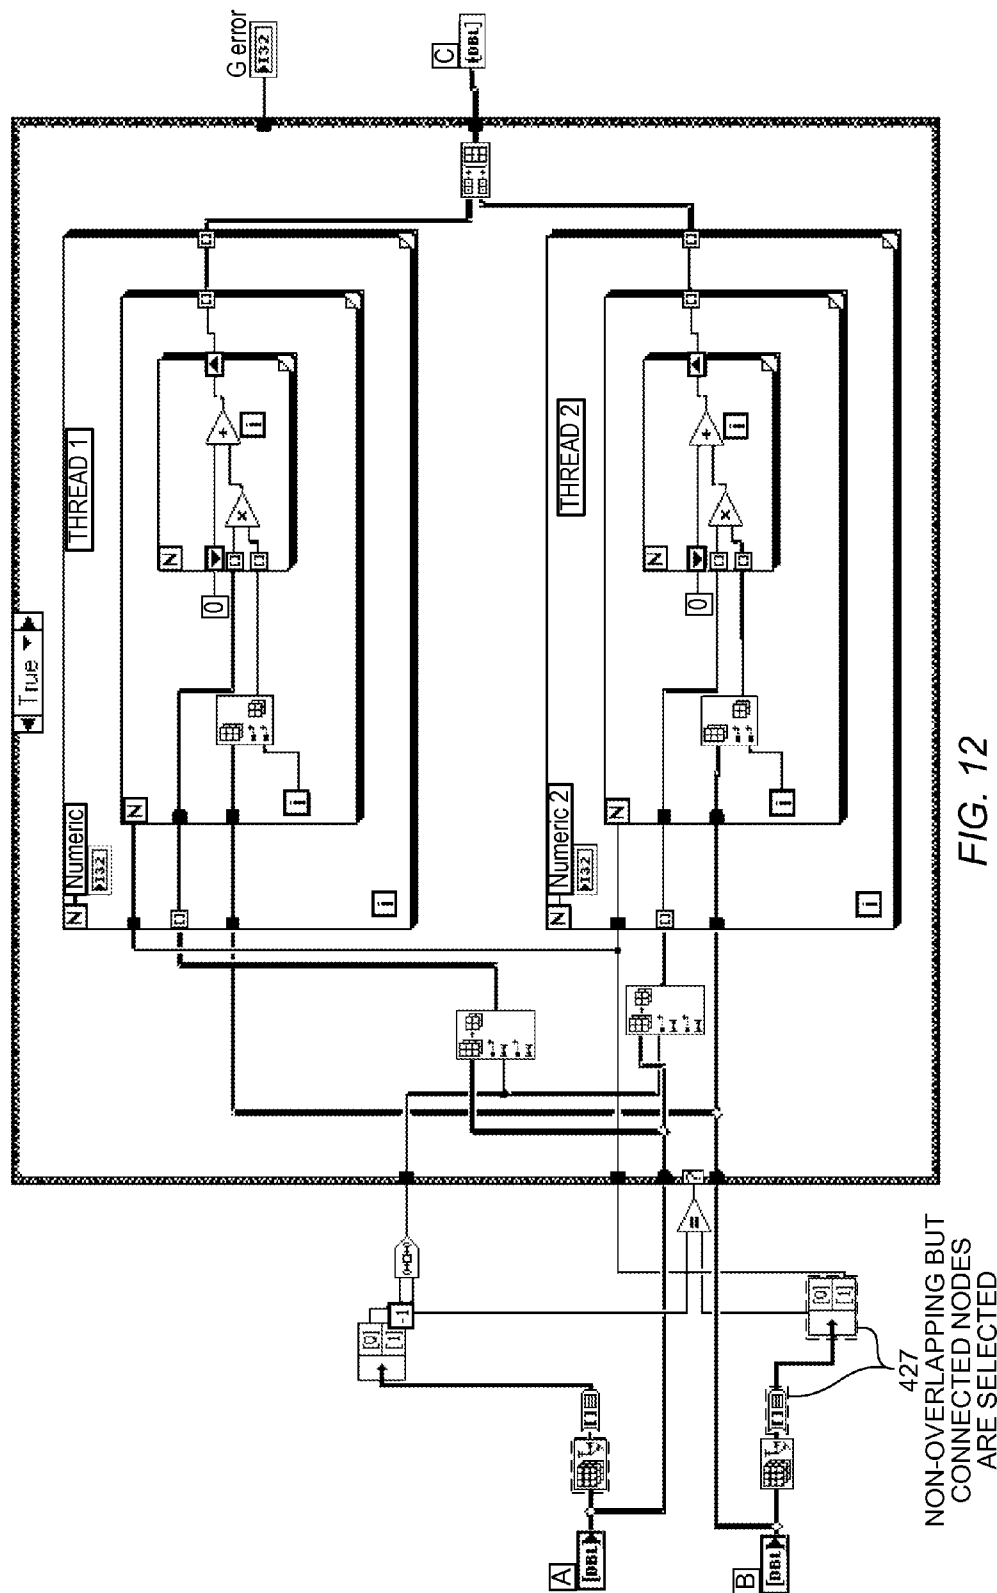 True
G error
I32
C
[DBL]
THREAD 1
Numeric
I32
N
N
N
0
i
i
i
x
+
THREAD 2
Numeric 2
I32
N
N
N
0
i
i
i
x
+
=
-1
[0]
[1]
[0]
[1]
A
[DBL]
B
[DBL]
427
NON-OVERLAPPING BUT
CONNECTED NODES
ARE SELECTED
FIG. 12